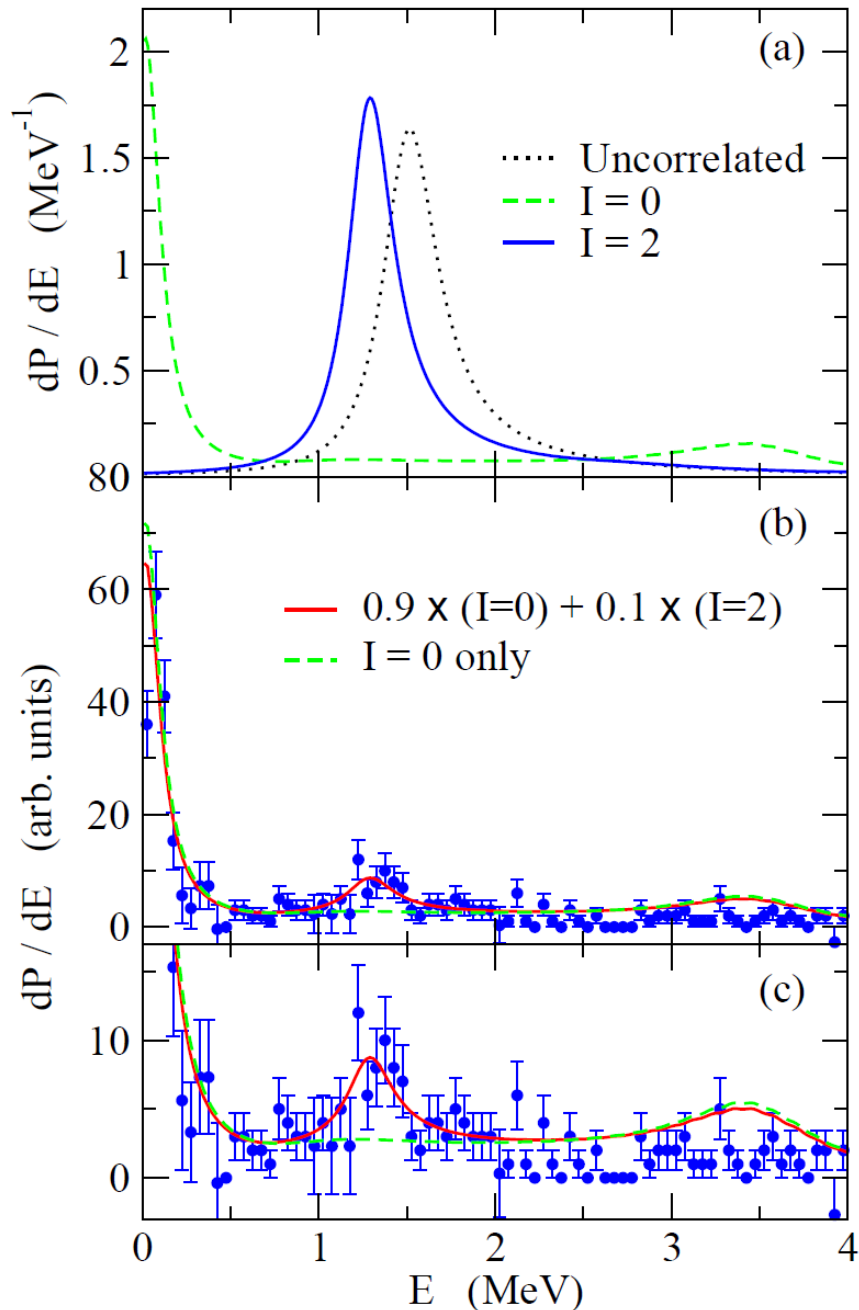 (a)
2
1.5
1
0.5
dP / dE (MeV⁻¹)
Uncorrelated
I = 0
I = 2
80
(b)
60
40
20
0
dP / dE (arb. units)
0.9 x (I=0) + 0.1 x (I=2)
I = 0 only
(c)
10
0
0 1 2 3 4
E (MeV)